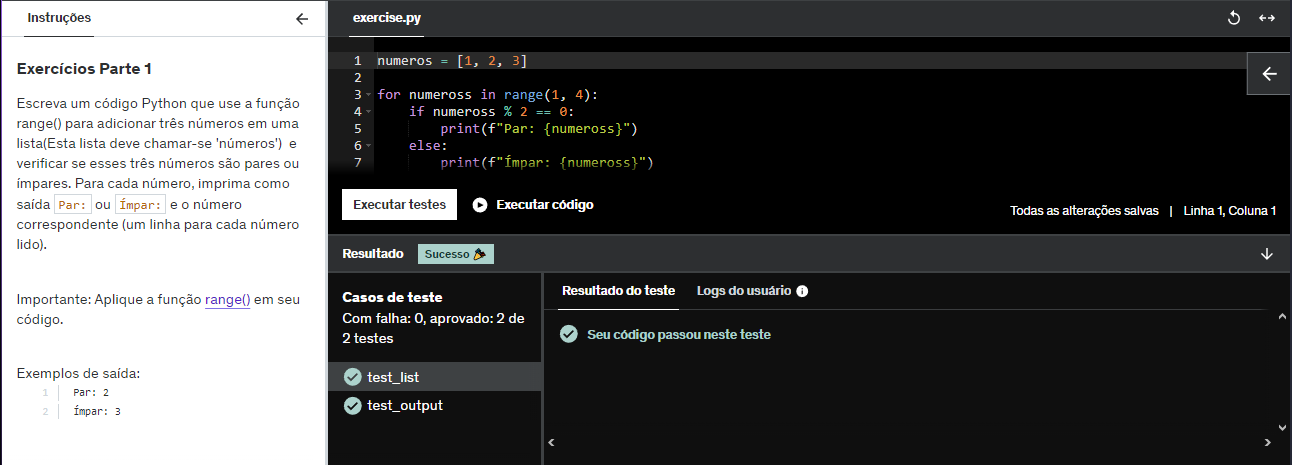 Instruções
Exercícios Parte 1
Escreva um código Python que use a função
range() para adicionar três números em uma
lista(Esta lista deve chamar-se 'números')  e
verificar se esses três números são pares ou
ímpares. Para cada número, imprima como
saída Par: ou Ímpar: e o número
correspondente (um linha para cada número
lido).
Importante: Aplique a função range() em seu
código.
Exemplos de saída:
1 Par: 2
2 Ímpar: 3
exercise.py
1 numeros = [1, 2, 3]
2
3 for numeross in range(1, 4):
4     if numeross % 2 == 0:
5         print(f"Par: {numeross}")
6     else:
7         print(f"Ímpar: {numeross}")
Executar testes Executar código
Todas as alterações salvas | Linha 1, Coluna 1
Resultado Sucesso
Casos de teste
Com falha: 0, aprovado: 2 de
2 testes
test_list
test_output
Resultado do teste Logs do usuário
Seu código passou neste teste